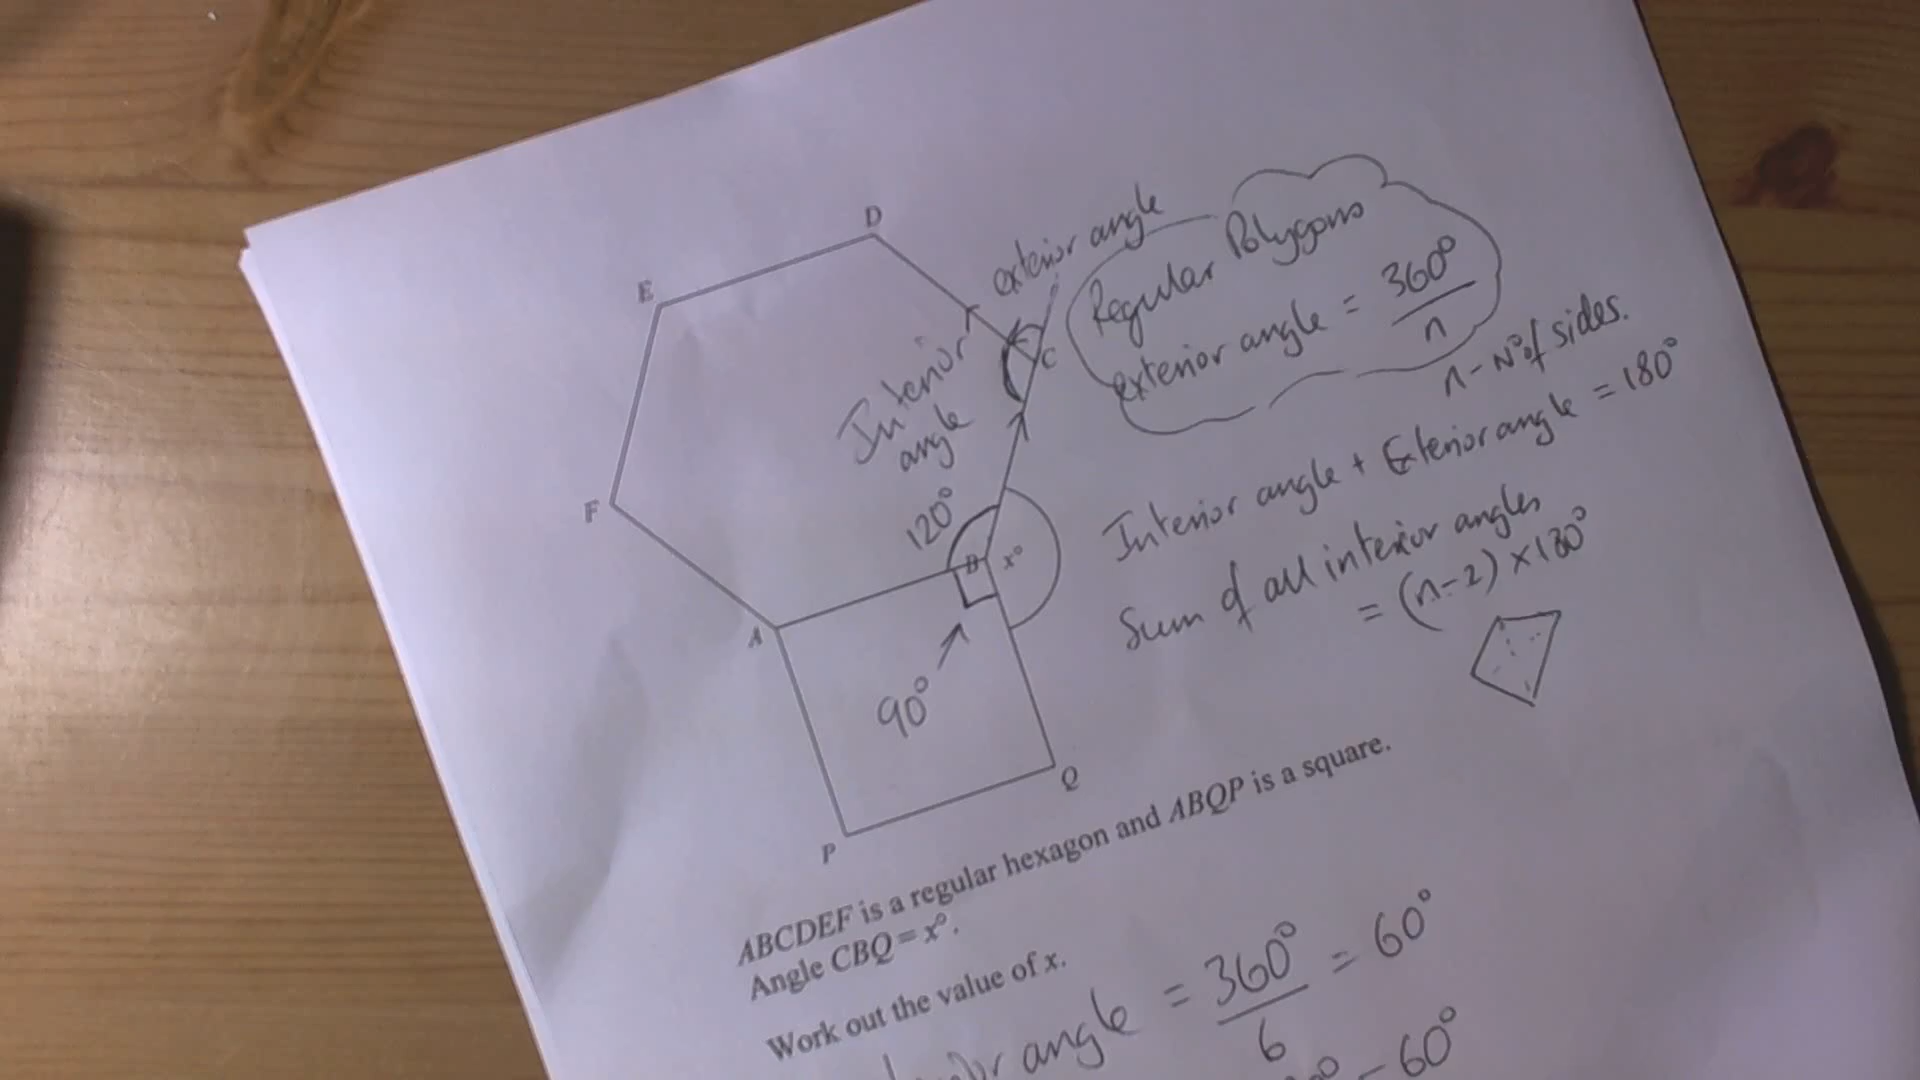 D
exterior angle
Regular Polygons
exterior angle = 360°
n
n - Nº of sides.
E
C
Interior
angle
Interior angle + Exterior angle = 180°
F
120°
B
x°
Sum of all interior angles
= (n-2) × 180°
A
90°
Q
P
ABCDEF is a regular hexagon and ABQP is a square.
Angle CBQ = x°.
Work out the value of x.
angle = 360° = 60°
6
- 60°